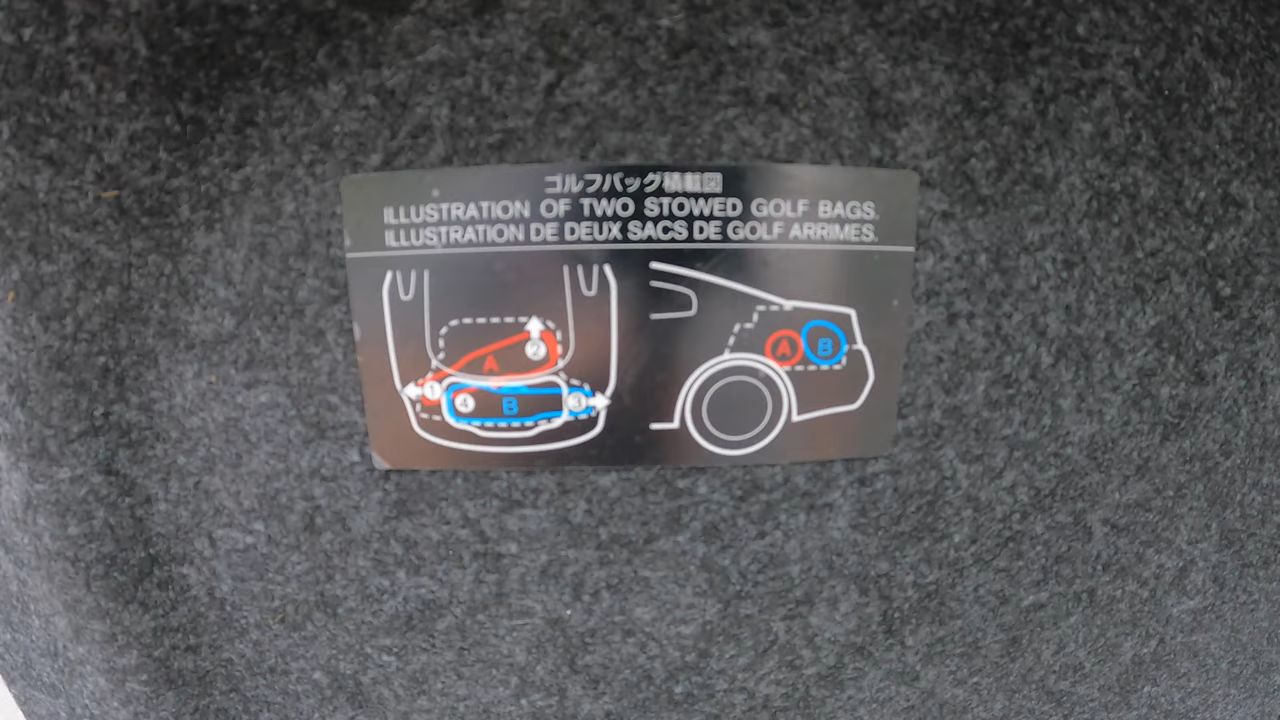 ゴルフバッグ積載図
ILLUSTRATION OF TWO STOWED GOLF BAGS.
ILLUSTRATION DE DEUX SACS DE GOLF ARRIMES.
A
2
1
4
B
3
A
B